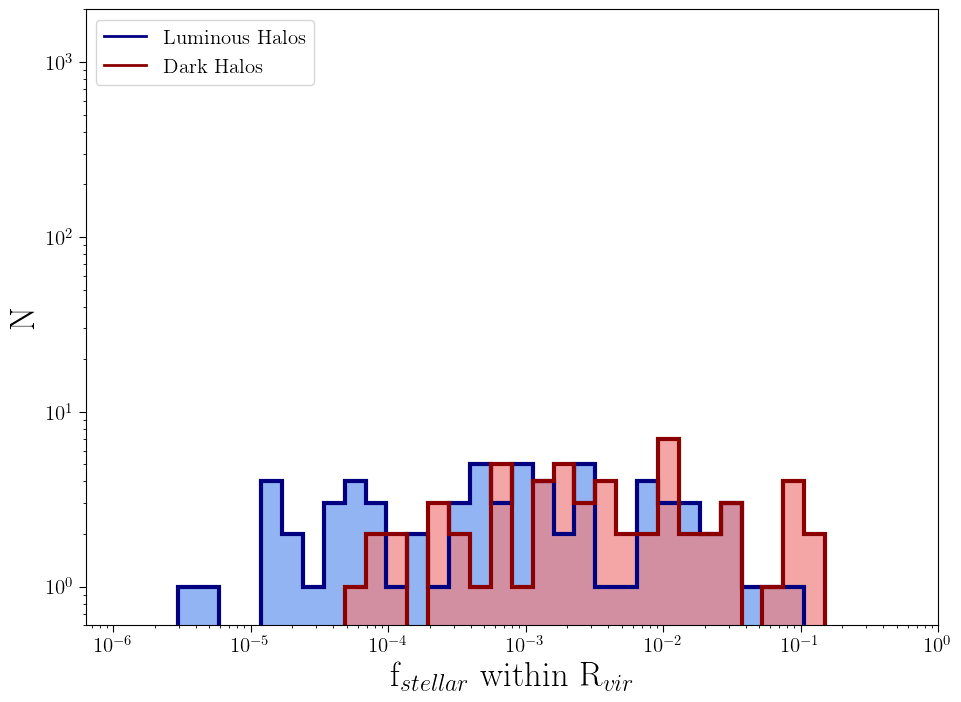 Luminous Halos
Dark Halos
N
10³
10²
10¹
10⁰
10⁻⁶ 10⁻⁵ 10⁻⁴ 10⁻³ 10⁻² 10⁻¹ 10⁰
f_stellar within R_vir